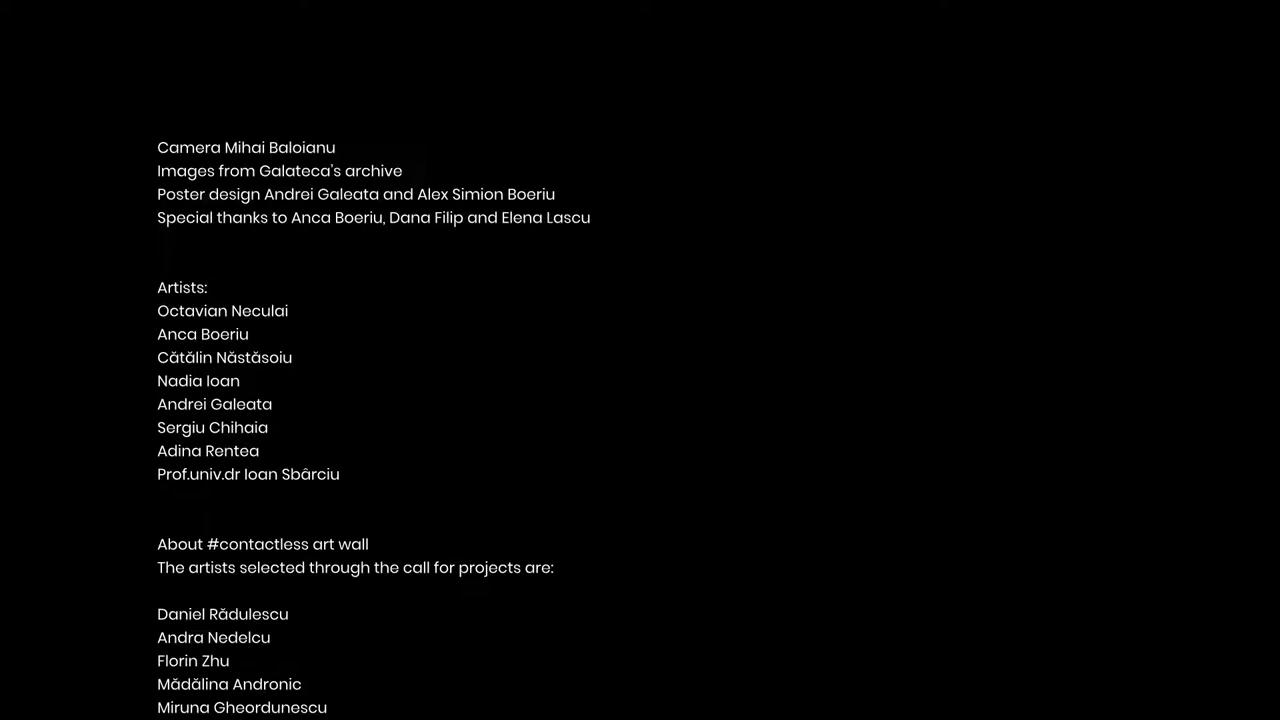 Camera Mihai Baloianu
Images from Galateca's archive
Poster design Andrei Galeata and Alex Simion Boeriu
Special thanks to Anca Boeriu, Dana Filip and Elena Lascu
Artists:
Octavian Neculai
Anca Boeriu
Cătălin Năstăsoiu
Nadia Ioan
Andrei Galeata
Sergiu Chihaia
Adina Rentea
Prof.univ.dr Ioan Sbârciu
About #contactless art wall
The artists selected through the call for projects are:
Daniel Rădulescu
Andra Nedelcu
Florin Zhu
Mădălina Andronic
Miruna Gheordunescu